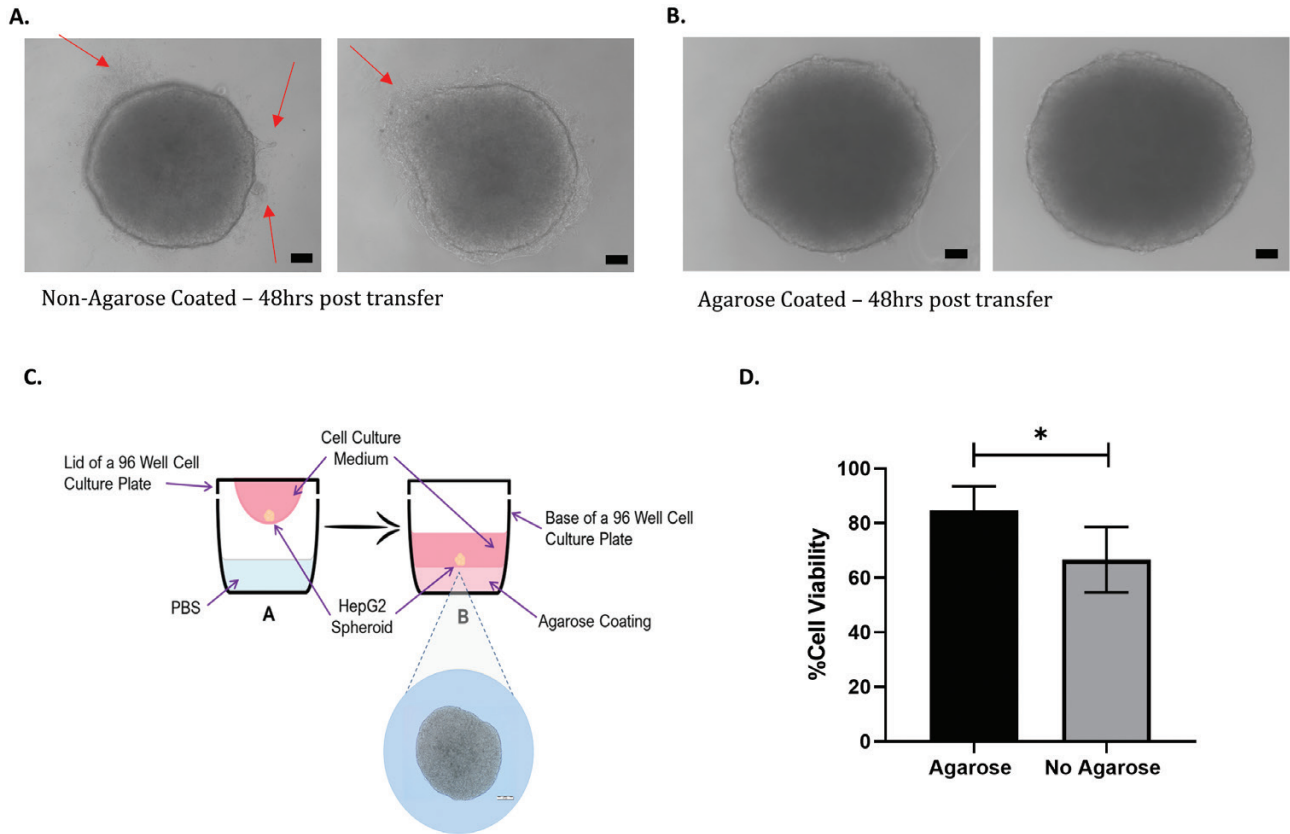 A.
B.
Non-Agarose Coated – 48hrs post transfer
Agarose Coated – 48hrs post transfer
C.
D.
Lid of a 96 Well Cell
Culture Plate
Cell Culture
Medium
Base of a 96 Well Cell
Culture Plate
PBS
A
HepG2
Spheroid
B
Agarose Coating
*
%Cell Viability
100
80
60
40
20
0
Agarose
No Agarose